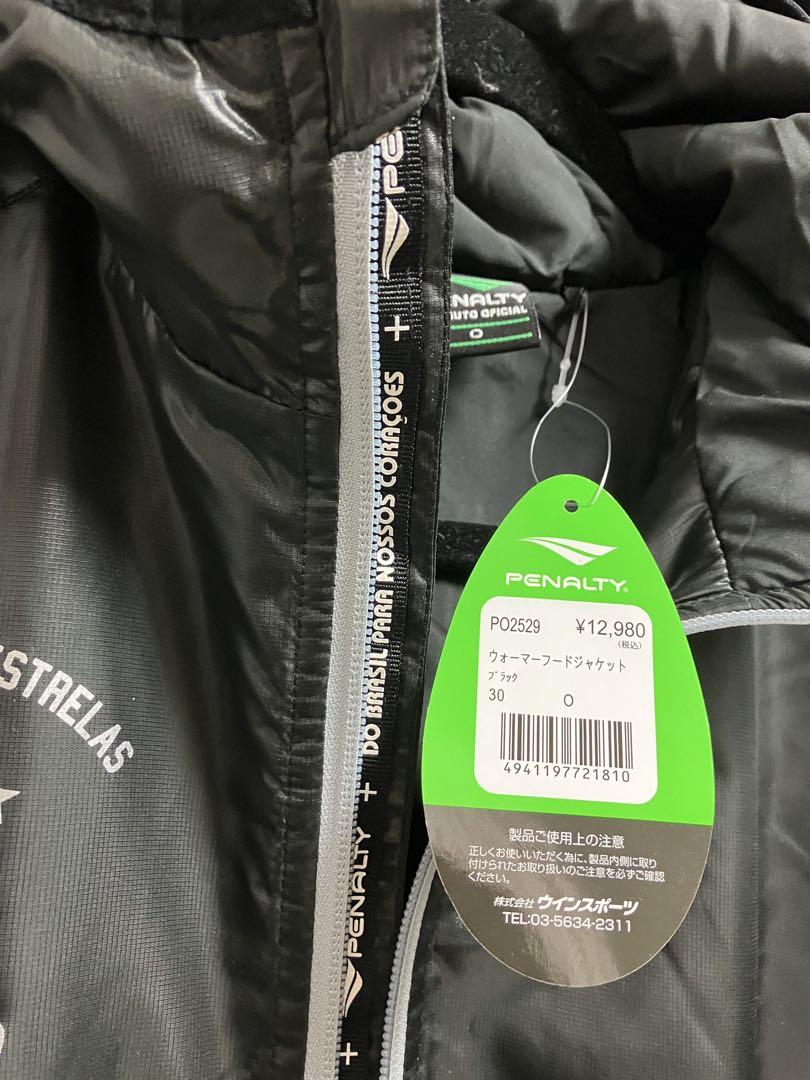 PE
NALTY
UTO OFICIAL
O
+
DO BRASIL PARA NOSSOS CORAÇOES
+
PENALTY
+
ESTRELAS
PENALTY
PO2529 ¥12,980
(税込)
ウォーマーフードジャケット
ブラック
30 O
4941197721810
製品ご使用上の注意
正しくお使いいただく為に、製品内側に取り
付けられたお取り扱いのご注意を必ずご確認
ください。
株式会社 ウインスポーツ
TEL:03-5634-2311